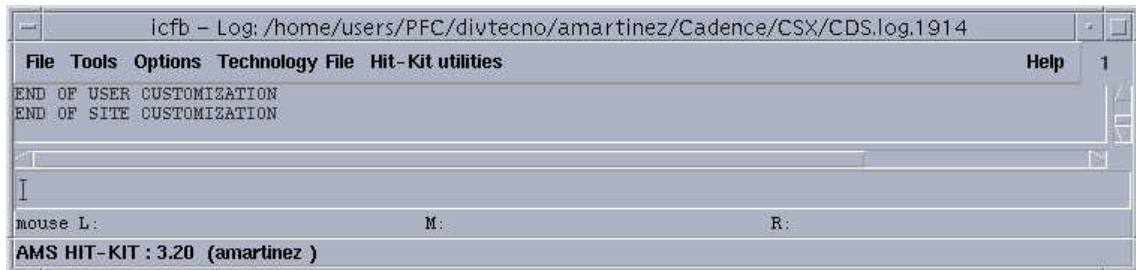 icfb – Log: /home/users/PFC/divtecno/amartinez/Cadence/CSX/CDS.log.1914
File Tools Options Technology File Hit-Kit utilities Help 1
END OF USER CUSTOMIZATION
END OF SITE CUSTOMIZATION
mouse L: M: R:
AMS HIT-KIT : 3.20 (amartinez )